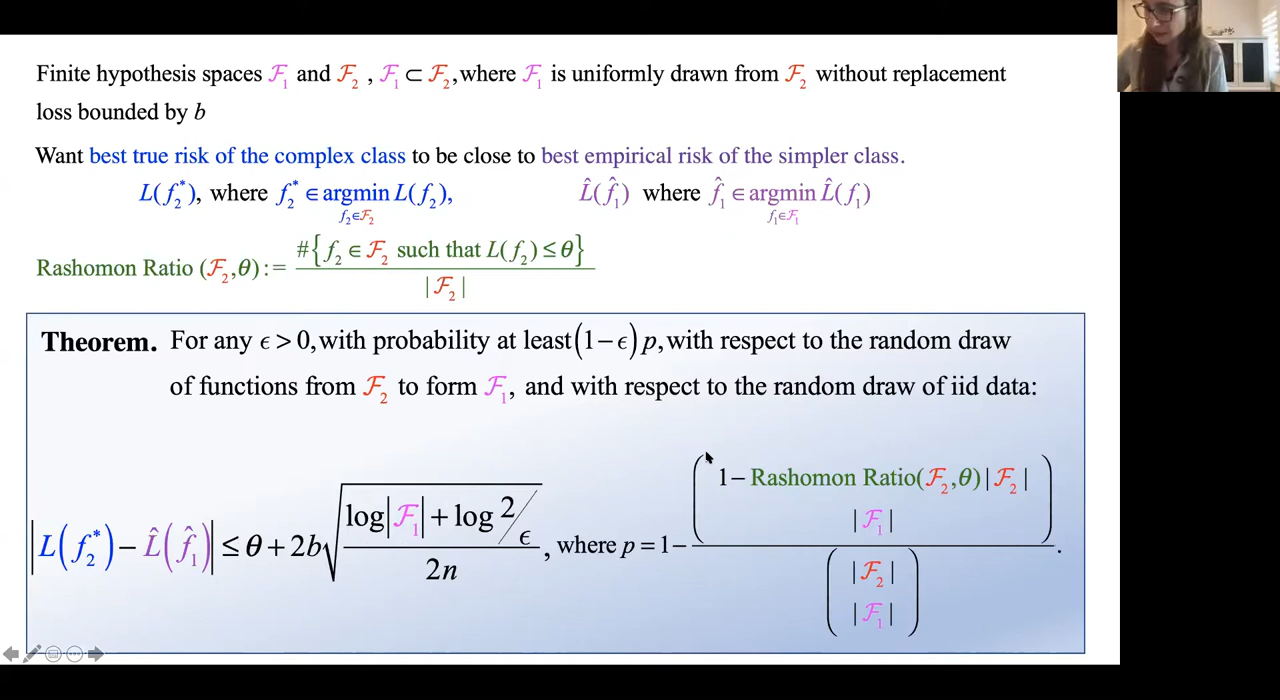 Finite hypothesis spaces ℱ₁ and ℱ₂ , ℱ₁ ⊂ ℱ₂, where ℱ₁ is uniformly drawn from ℱ₂ without replacement
loss bounded by b
Want best true risk of the complex class to be close to best empirical risk of the simpler class.
L(f₂*), where f₂* ∈ argmin_{f₂∈ℱ₂} L(f₂), L̂(f̂₁) where f̂₁ ∈ argmin_{f₁∈ℱ₁} L̂(f₁)
Rashomon Ratio (ℱ₂,θ) := #{f₂ ∈ ℱ₂ such that L(f₂) ≤ θ} / |ℱ₂|
Theorem. For any ϵ > 0, with probability at least (1−ϵ)p, with respect to the random draw
of functions from ℱ₂ to form ℱ₁, and with respect to the random draw of iid data:
|L(f₂*) − L̂(f̂₁)| ≤ θ + 2b√((log|ℱ₁| + log 2/ϵ) / 2n), where p = 1 − (1− Rashomon Ratio(ℱ₂,θ)|ℱ₂| |ℱ₁|) / (|ℱ₂| |ℱ₁|).